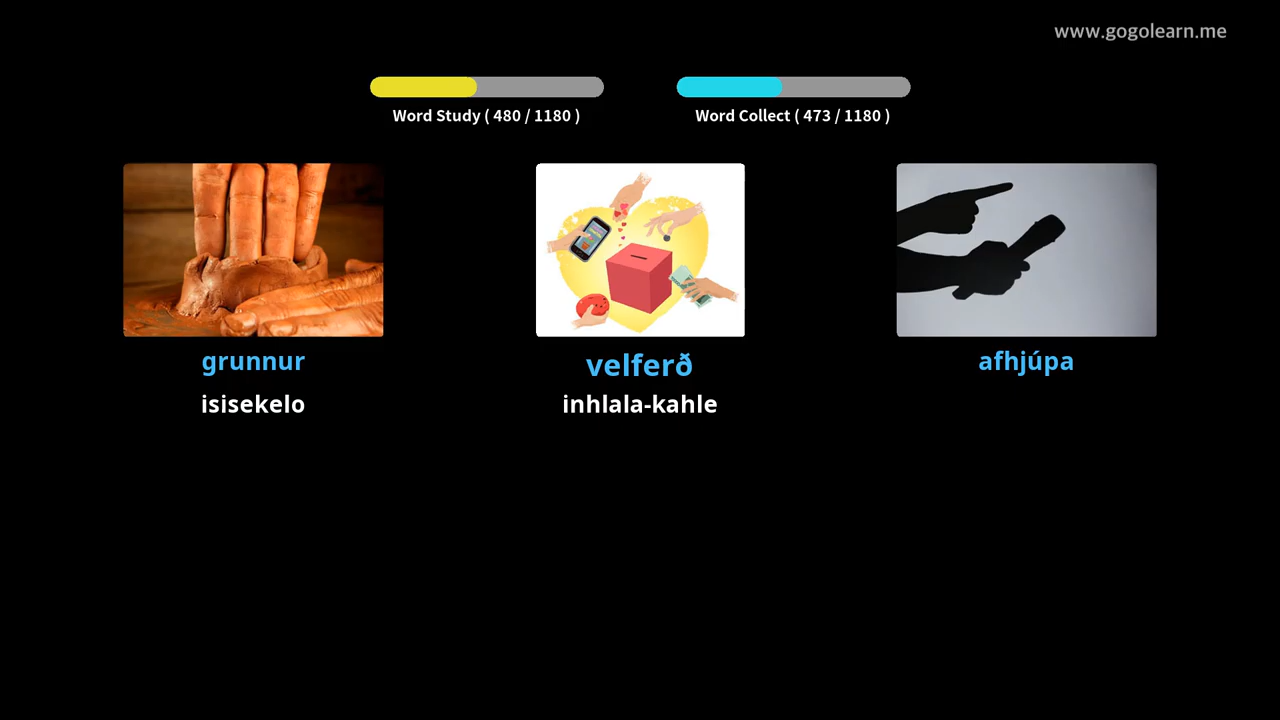 www.gogolearn.me
Word Study ( 480 / 1180 )
Word Collect ( 473 / 1180 )
grunnur
velferð
afhjúpa
isisekelo
inhlala-kahle